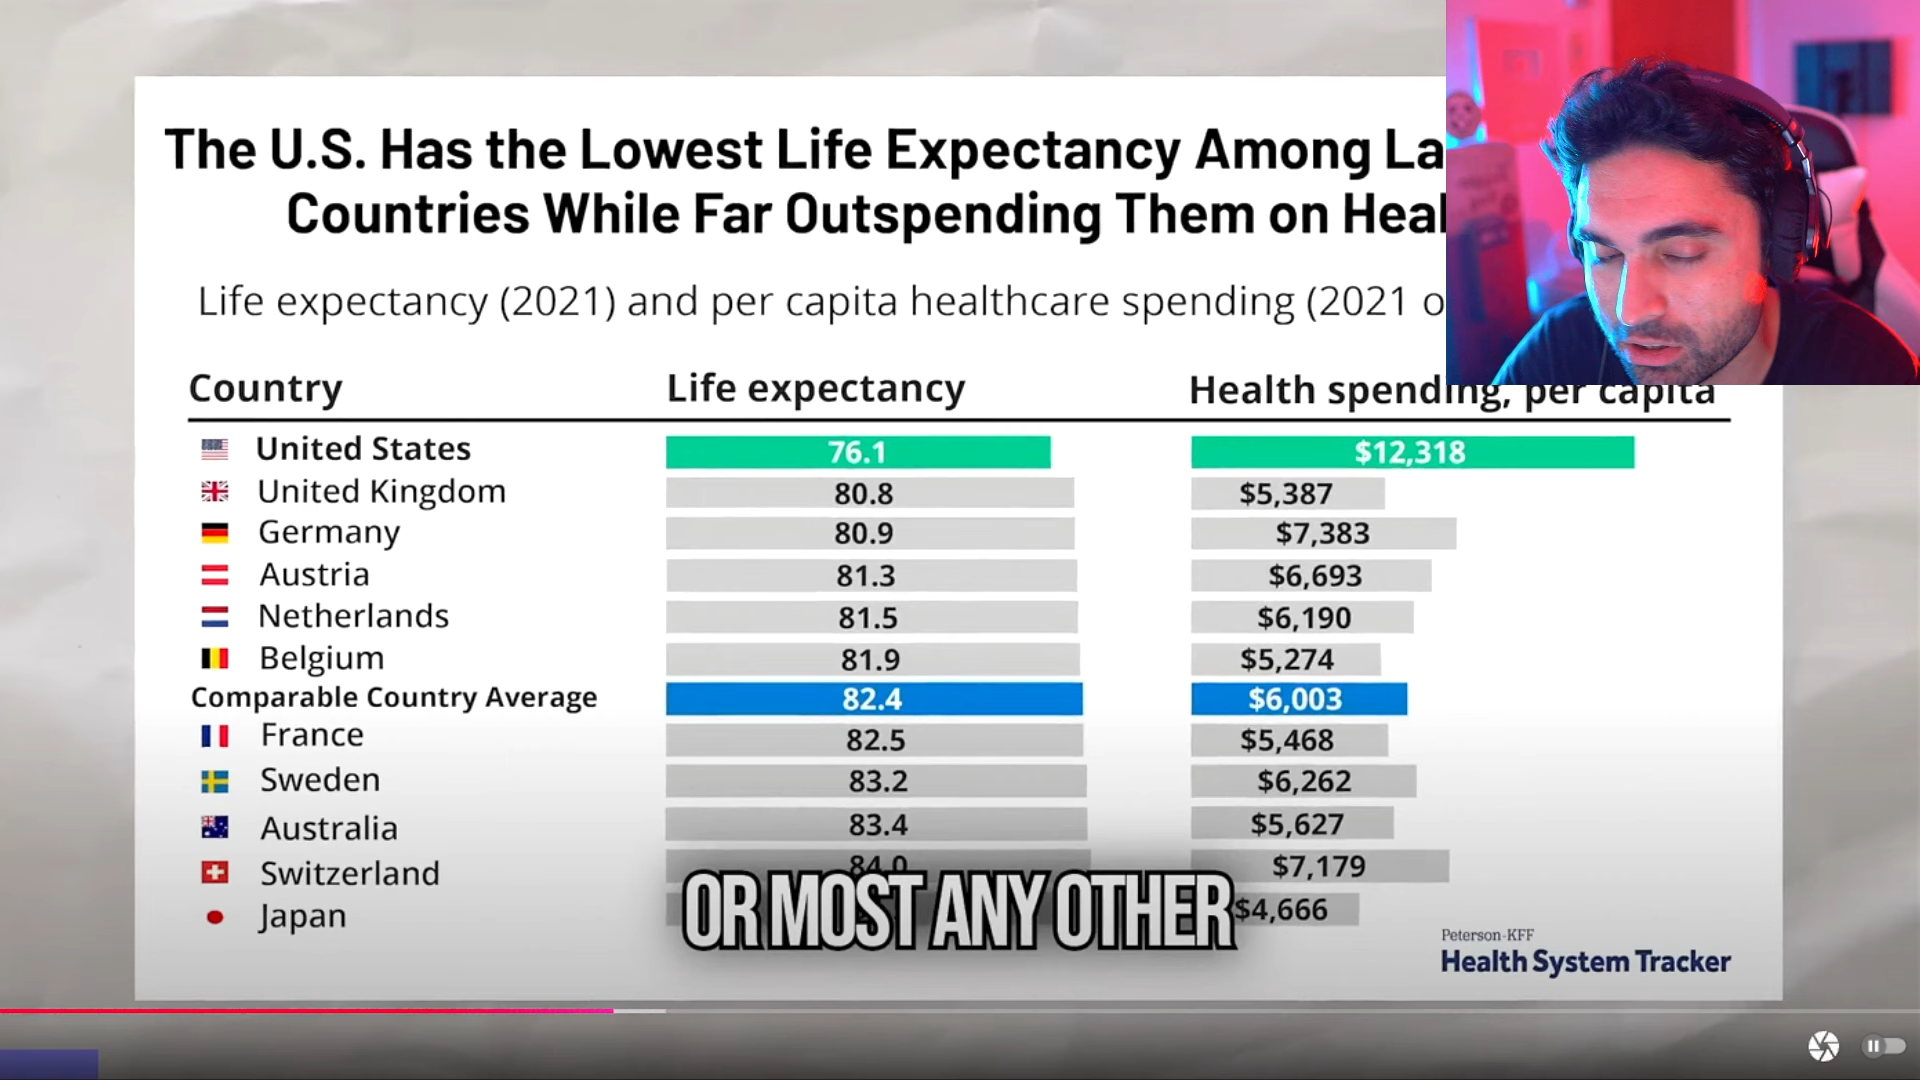 The U.S. Has the Lowest Life Expectancy Among La
Countries While Far Outspending Them on Heal
Life expectancy (2021) and per capita healthcare spending (2021 o
Country Life expectancy Health spending, per capita
United States 76.1 $12,318
United Kingdom 80.8 $5,387
Germany 80.9 $7,383
Austria 81.3 $6,693
Netherlands 81.5 $6,190
Belgium 81.9 $5,274
Comparable Country Average 82.4 $6,003
France 82.5 $5,468
Sweden 83.2 $6,262
Australia 83.4 $5,627
Switzerland 84.0 $7,179
Japan $4,666
OR MOST ANY OTHER
Peterson-KFF
Health System Tracker